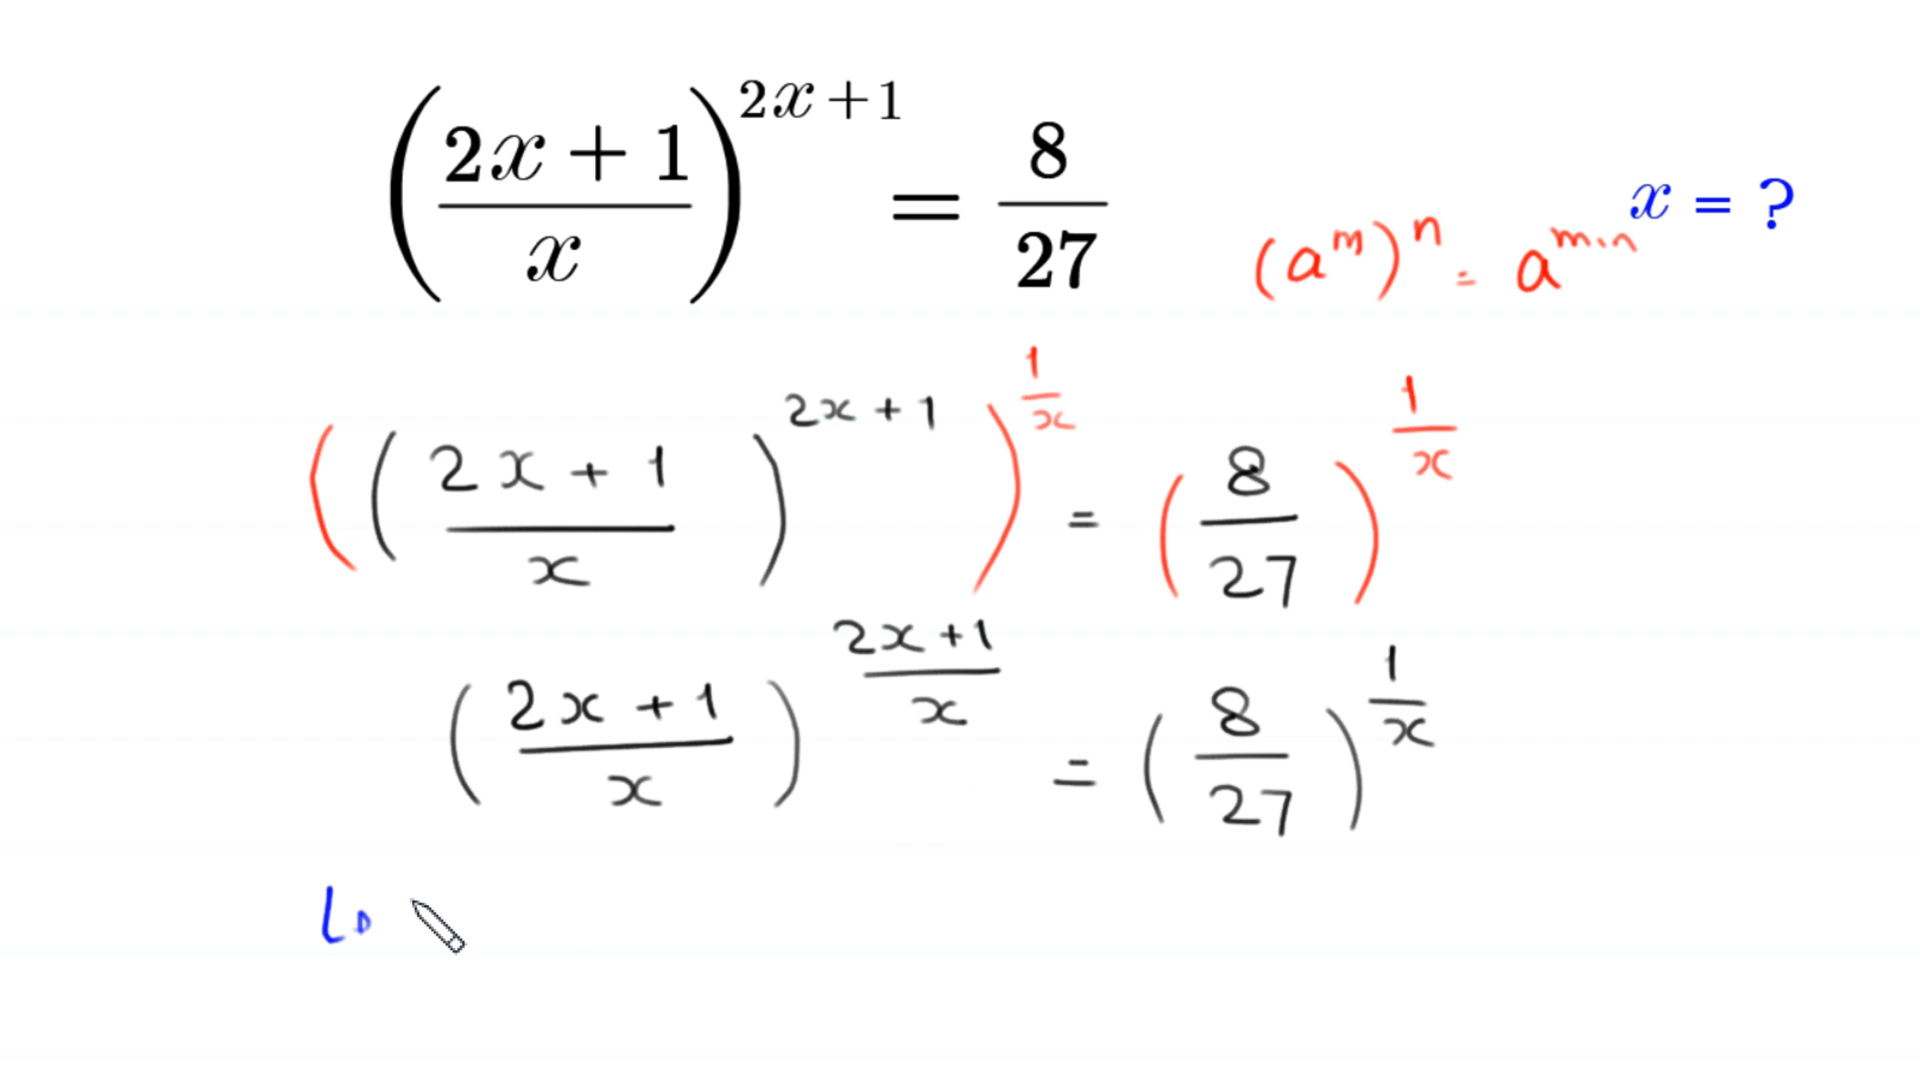 (2x + 1 / x)^(2x+1) = 8/27
x = ?
(a^m)^n = a^(m.n)
((2x + 1 / x)^(2x+1))^(1/x) = (8/27)^(1/x)
(2x + 1 / x)^(2x+1 / x) = (8/27)^(1/x)
Lo